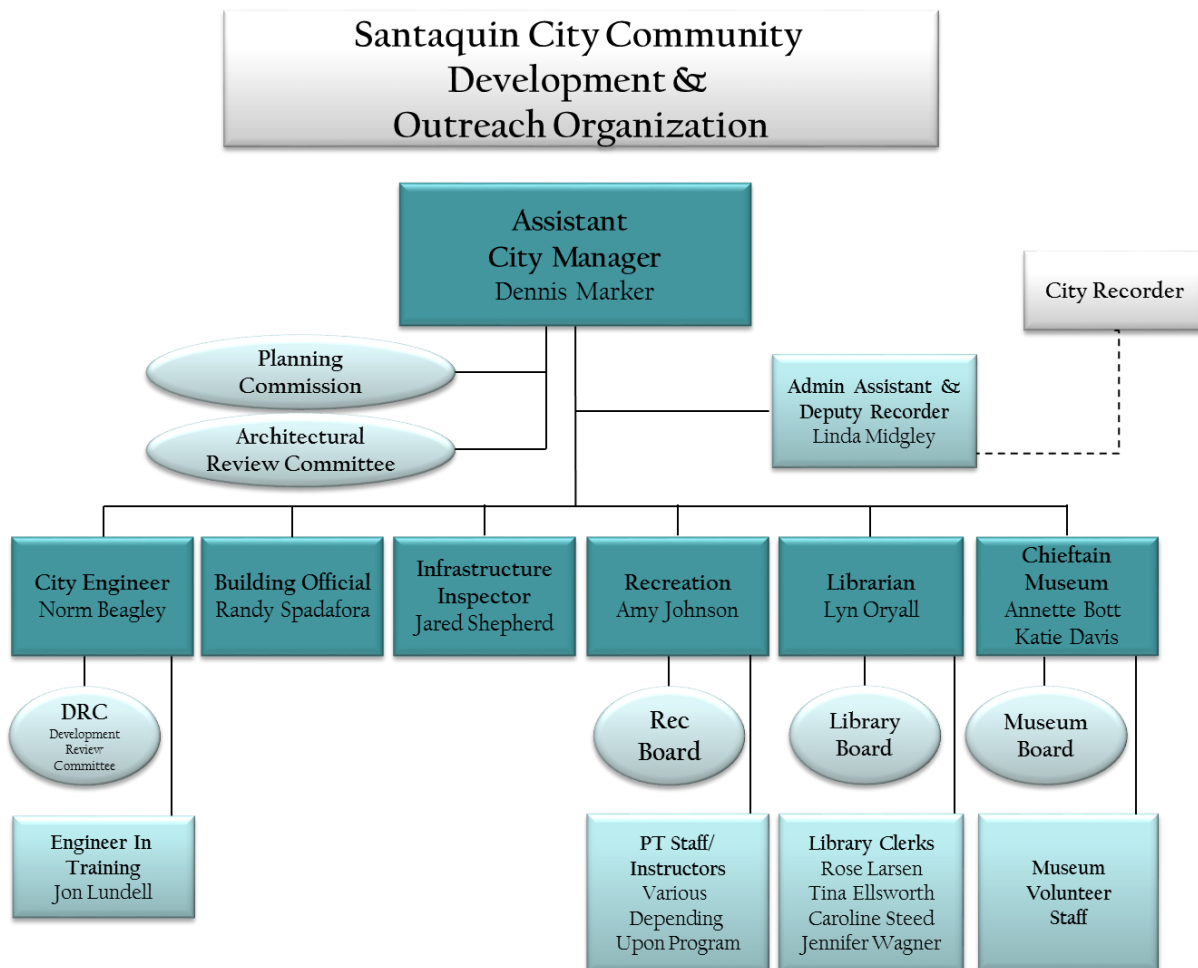 Santaquin City Community
Development &
Outreach Organization
Assistant
City Manager
Dennis Marker
City Recorder
Planning
Commission
Admin Assistant &
Deputy Recorder
Linda Midgley
Architectural
Review Committee
City Engineer
Norm Beagley
Building Official
Randy Spadafora
Infrastructure
Inspector
Jared Shepherd
Recreation
Amy Johnson
Librarian
Lyn Oryall
Chieftain
Museum
Annette Bott
Katie Davis
DRC
Development
Review
Committee
Rec
Board
Library
Board
Museum
Board
Engineer In
Training
Jon Lundell
PT Staff/
Instructors
Various
Depending
Upon Program
Library Clerks
Rose Larsen
Tina Ellsworth
Caroline Steed
Jennifer Wagner
Museum
Volunteer
Staff